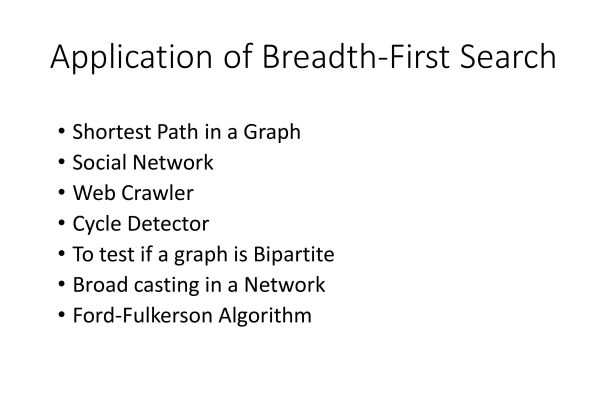 Application of Breadth-First Search
• Shortest Path in a Graph
• Social Network
• Web Crawler
• Cycle Detector
• To test if a graph is Bipartite
• Broad casting in a Network
• Ford-Fulkerson Algorithm